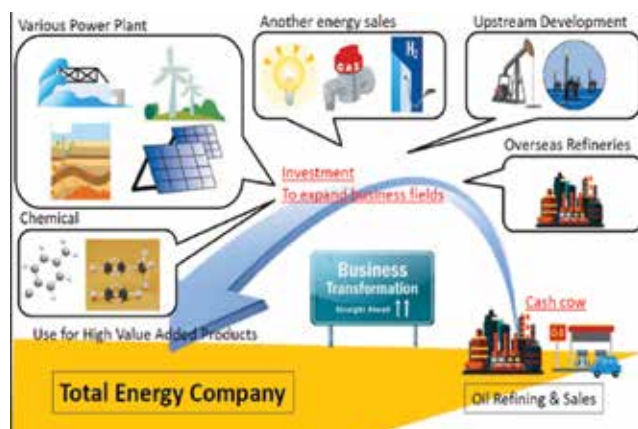 Various Power Plant
Another energy sales
Upstream Development
GAS
H2
Overseas Refineries
Investment
To expand business fields
Chemical
Business
Transformation
Straight Ahead
Cash cow
Use for High Value Added Products
Total Energy Company
Oil Refining & Sales